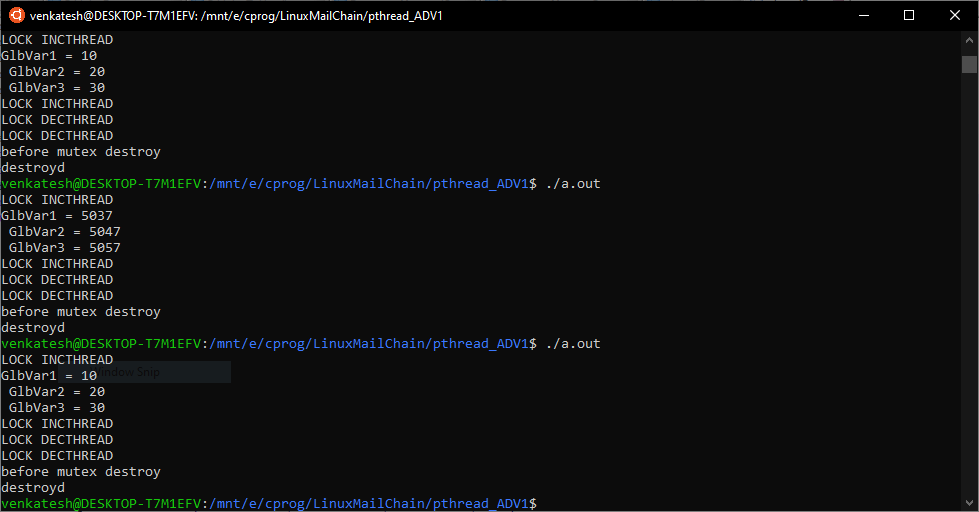 venkatesh@DESKTOP-T7M1EFV: /mnt/e/cprog/LinuxMailChain/pthread_ADV1
LOCK INCTHREAD
GlbVar1 = 10
 GlbVar2 = 20
 GlbVar3 = 30
LOCK INCTHREAD
LOCK DECTHREAD
LOCK DECTHREAD
before mutex destroy
destroyd
venkatesh@DESKTOP-T7M1EFV:/mnt/e/cprog/LinuxMailChain/pthread_ADV1$ ./a.out
LOCK INCTHREAD
GlbVar1 = 5037
 GlbVar2 = 5047
 GlbVar3 = 5057
LOCK INCTHREAD
LOCK DECTHREAD
LOCK DECTHREAD
before mutex destroy
destroyd
venkatesh@DESKTOP-T7M1EFV:/mnt/e/cprog/LinuxMailChain/pthread_ADV1$ ./a.out
LOCK INCTHREAD
GlbVar1 = 10
Snip
 GlbVar2 = 20
 GlbVar3 = 30
LOCK INCTHREAD
LOCK DECTHREAD
LOCK DECTHREAD
before mutex destroy
destroyd
venkatesh@DESKTOP-T7M1EFV:/mnt/e/cprog/LinuxMailChain/pthread_ADV1$